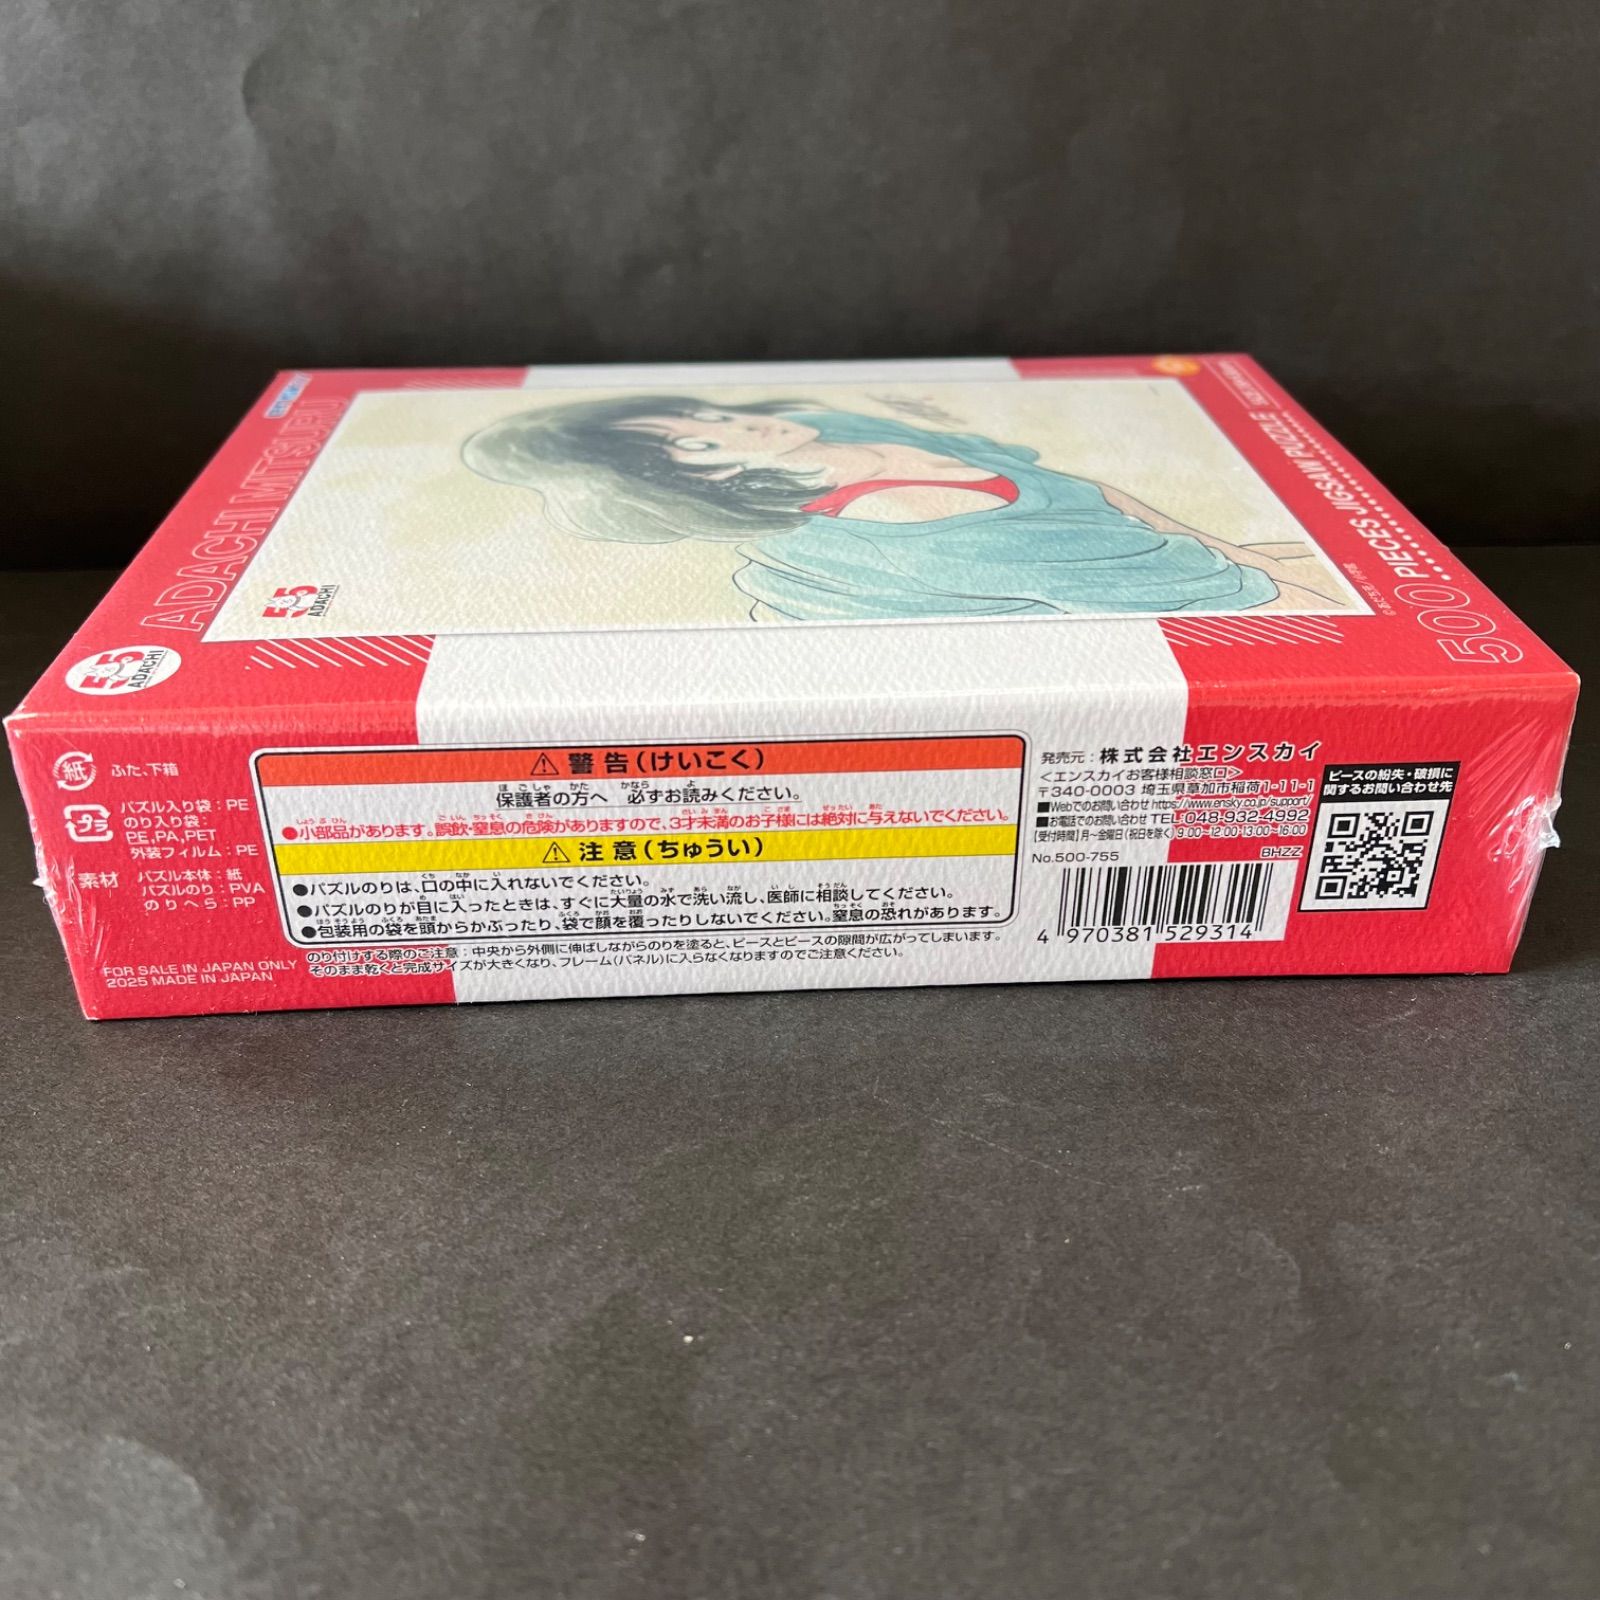 ADACHI MITSURU
55
ADACHI
500 PIECES JIGSAW PUZZLE
55
ADACHI
紙
ふた、下箱
プラ
パズル入り袋：PE
のり入り袋：
PE,PA,PET
外装フィルム：PE
素材
パズル本体：紙
パズルのり：PVA
のりへら：PP
FOR SALE IN JAPAN ONLY
2025 MADE IN JAPAN
警告（けいこく）
保護者の方へ 必ずお読みください。
●小部品があります。誤飲・窒息の危険がありますので、3才未満のお子様には絶対に与えないでください。
注意（ちゅうい）
●パズルのりは、口の中に入れないでください。
●パズルのりが目に入ったときは、すぐに大量の水で洗い流し、医師に相談してください。
●包装用の袋を頭からかぶったり、袋で顔を覆ったりしないでください。窒息の恐れがあります。
のり付けする際のご注意：中央から外側に伸ばしながらのりを塗ると、ピースとピースの隙間が広がってしまいます。
そのまま乾くと完成サイズが大きくなり、フレーム（パネル）に入らなくなりますのでご注意ください。
発売元：株式会社エンスカイ
＜エンスカイお客様相談窓口＞
〒340-0003 埼玉県草加市稲荷1-11-1
■Webでのお問い合わせ https://www.ensky.co.jp/support/
■お電話でのお問い合わせ TEL:048-932-4992
【受付時間】月～金曜日（祝日を除く）9:00～12:00・13:00～16:00
No.500-755
BHZZ
4 970381 529314
ピースの紛失・破損に
関するお問い合わせ先